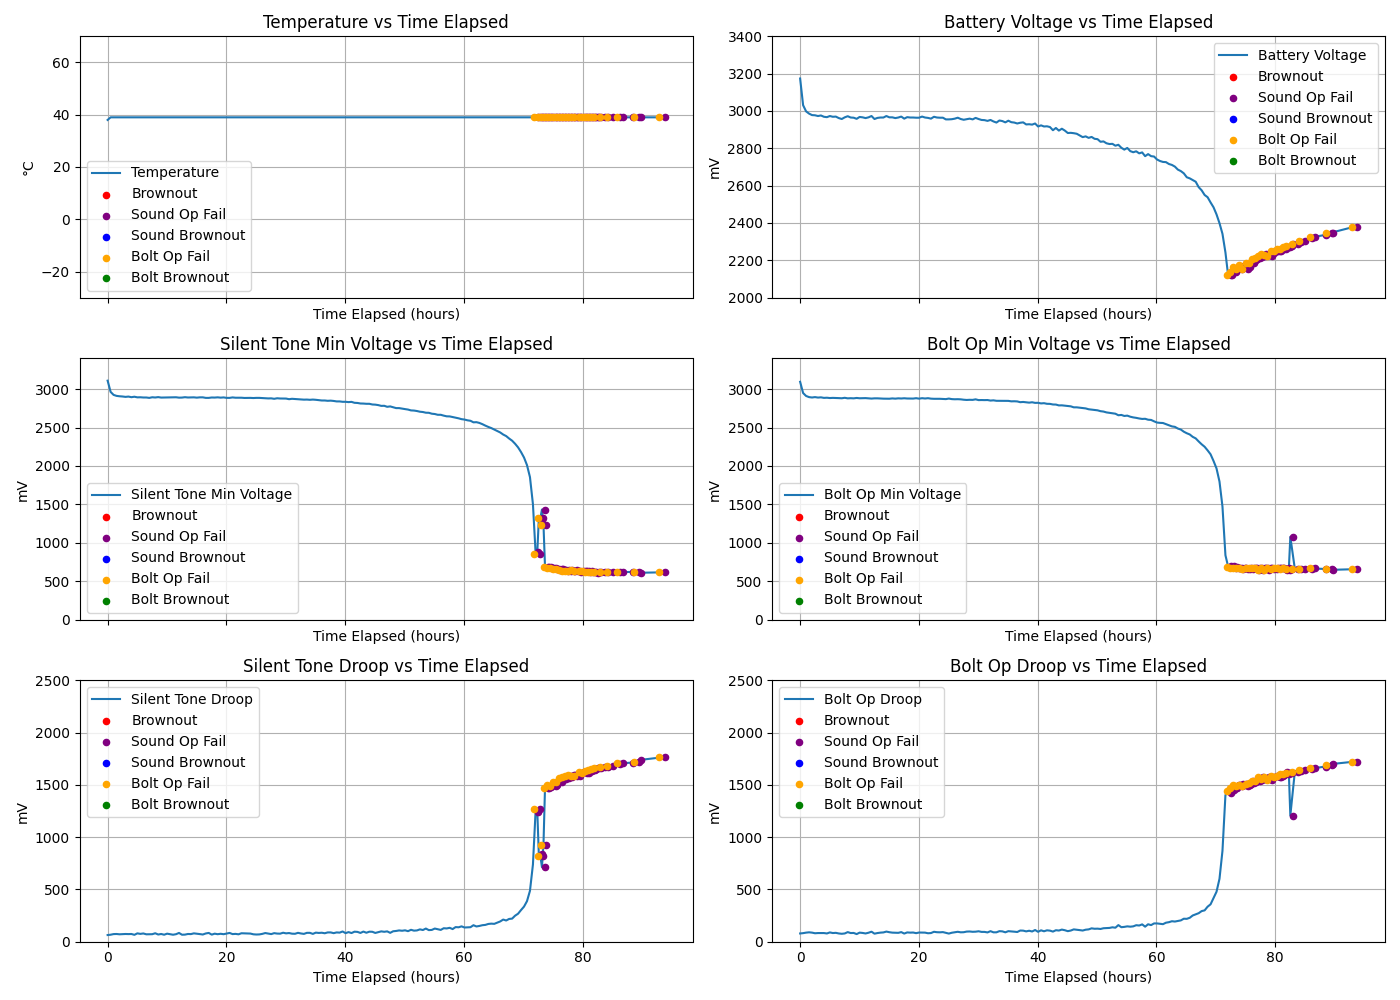 Temperature vs Time Elapsed
60
40
20
0
−20
°C
Temperature
Brownout
Sound Op Fail
Sound Brownout
Bolt Op Fail
Bolt Brownout
Time Elapsed (hours)
Battery Voltage vs Time Elapsed
3400
3200
3000
2800
2600
2400
2200
2000
mV
Battery Voltage
Brownout
Sound Op Fail
Sound Brownout
Bolt Op Fail
Bolt Brownout
Time Elapsed (hours)
Silent Tone Min Voltage vs Time Elapsed
3000
2500
2000
1500
1000
500
0
mV
Silent Tone Min Voltage
Brownout
Sound Op Fail
Sound Brownout
Bolt Op Fail
Bolt Brownout
Time Elapsed (hours)
Bolt Op Min Voltage vs Time Elapsed
3000
2500
2000
1500
1000
500
0
mV
Bolt Op Min Voltage
Brownout
Sound Op Fail
Sound Brownout
Bolt Op Fail
Bolt Brownout
Time Elapsed (hours)
Silent Tone Droop vs Time Elapsed
2500
2000
1500
1000
500
0
mV
Silent Tone Droop
Brownout
Sound Op Fail
Sound Brownout
Bolt Op Fail
Bolt Brownout
0 20 40 60 80
Time Elapsed (hours)
Bolt Op Droop vs Time Elapsed
2500
2000
1500
1000
500
0
mV
Bolt Op Droop
Brownout
Sound Op Fail
Sound Brownout
Bolt Op Fail
Bolt Brownout
0 20 40 60 80
Time Elapsed (hours)